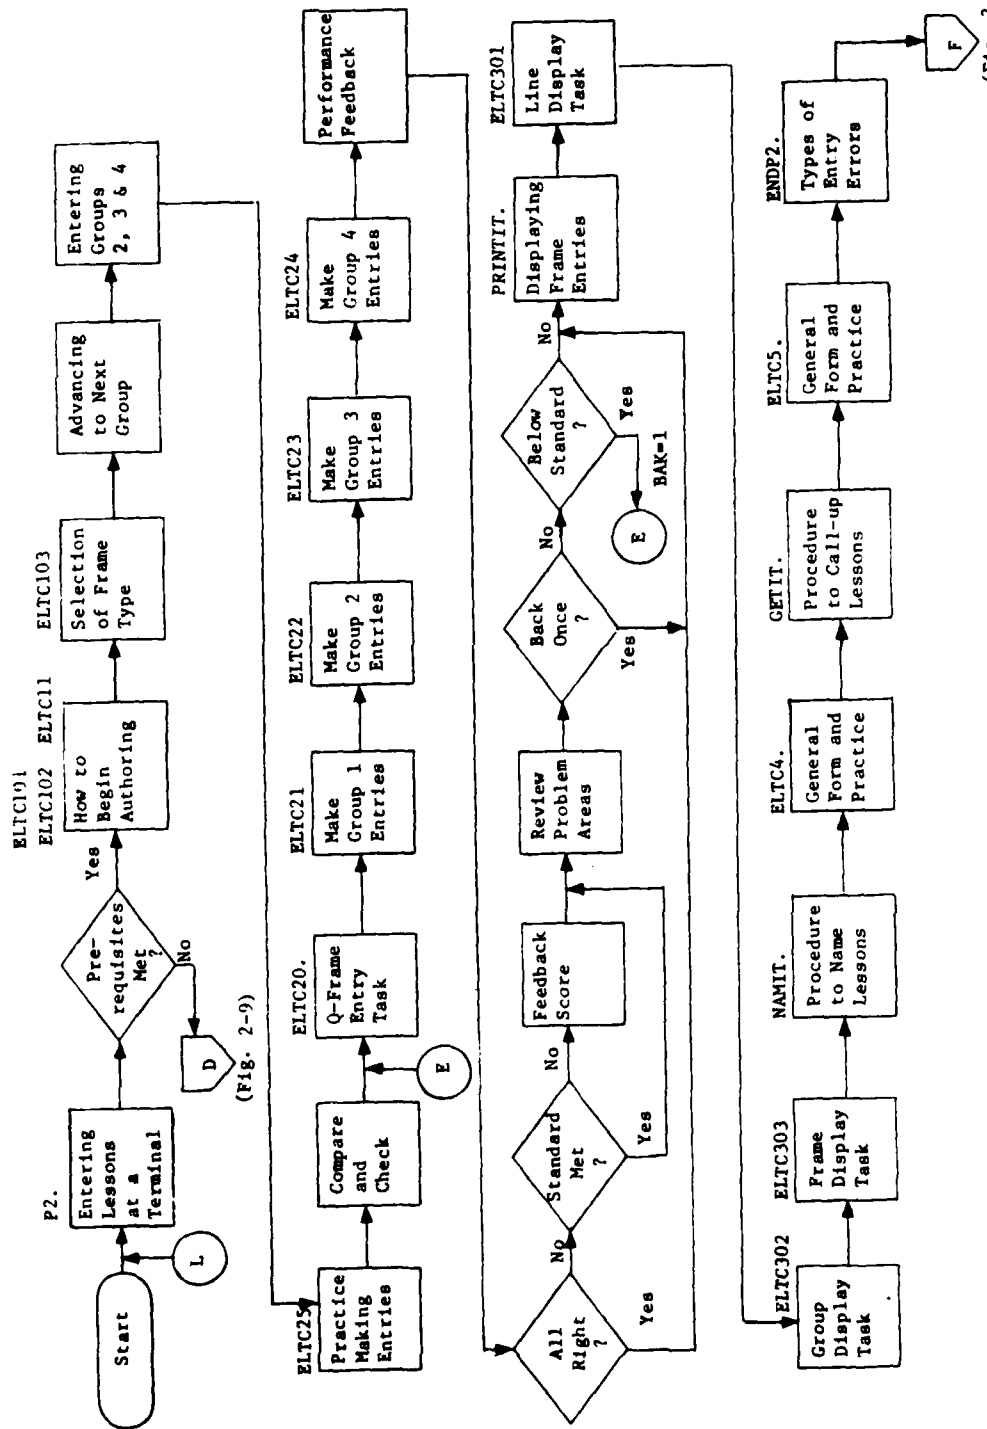 Start
L
P2.
Entering
Lessons
at a
Terminal
Pre-
requisites
Met
?
No
D
(Fig. 2-9)
Yes
ELTC101
ELTC102 ELTC11
How to
Begin
Authoring
ELTC103
Selection
of Frame
Type
Advancing
to Next
Group
Entering
Groups
2, 3 & 4
ELTC25
Practice
Making
Entries
Compare
and
Check
E
ELTC20.
Q-Frame
Entry
Task
ELTC21
Make
Group 1
Entries
ELTC22
Make
Group 2
Entries
ELTC23
Make
Group 3
Entries
ELTC24
Make
Group 4
Entries
Performance
Feedback
All
Right
?
No
Yes
Standard
Met
?
No
Yes
Feedback
Score
Review
Problem
Areas
Back
Once
?
No
Yes
Below
Standard
?
No
Yes
BAK=1
E
PRINTIT.
Displaying
Frame
Entries
ELTC301
Line
Display
Task
ELTC302
Group
Display
Task
ELTC303
Frame
Display
Task
NAMIT.
Procedure
to Name
Lessons
ELTC4.
General
Form and
Practice
GETIT.
Procedure
to Call-up
Lessons
ELTC5.
General
Form and
Practice
ENDP2.
Types of
Entry
Errors
F